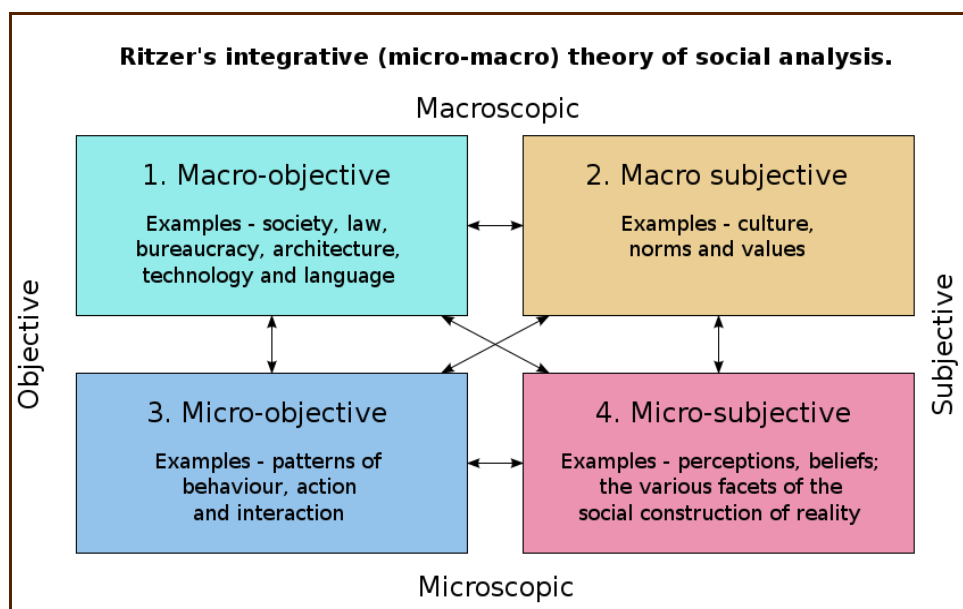 Ritzer's integrative (micro-macro) theory of social analysis.
Macroscopic
1. Macro-objective
Examples - society, law,
bureaucracy, architecture,
technology and language
2. Macro subjective
Examples - culture,
norms and values
Objective
Subjective
3. Micro-objective
Examples - patterns of
behaviour, action
and interaction
4. Micro-subjective
Examples - perceptions, beliefs;
the various facets of the
social construction of reality
Microscopic